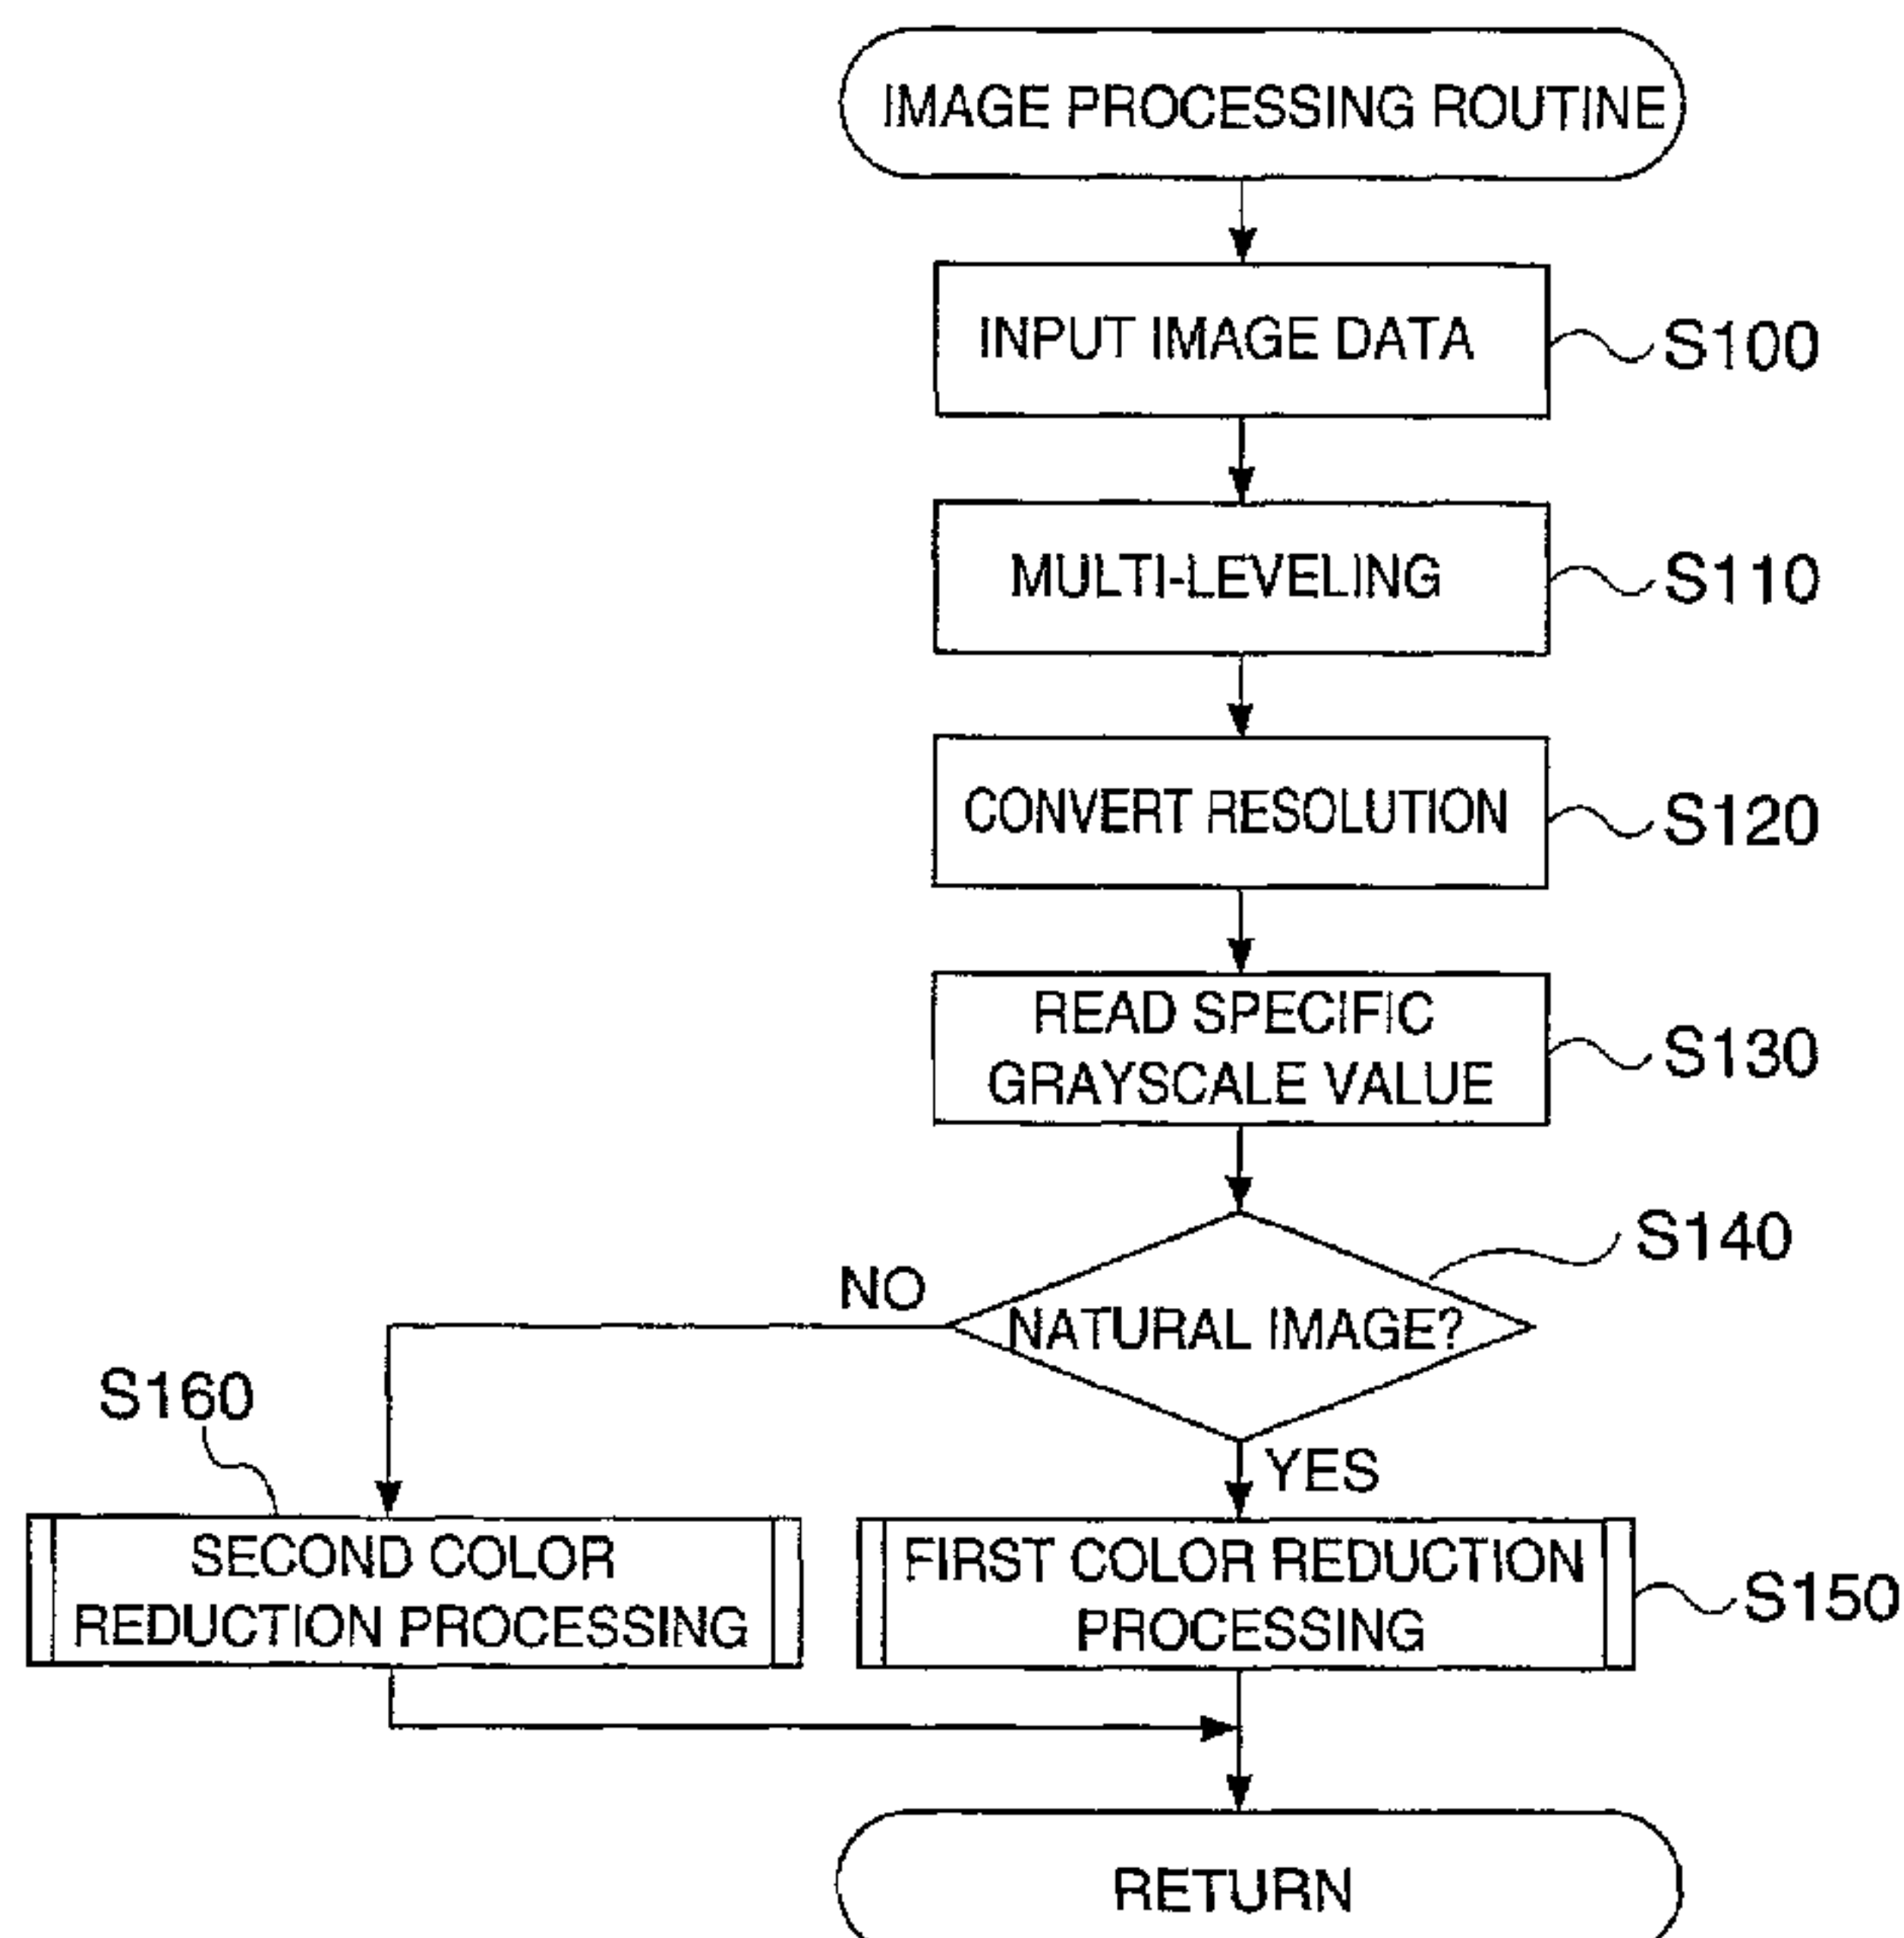 IMAGE PROCESSING ROUTINE
INPUT IMAGE DATA
S100
MULTI-LEVELING
S110
CONVERT RESOLUTION
S120
READ SPECIFIC
GRAYSCALE VALUE
S130
S140
NO
NATURAL IMAGE?
S160
YES
SECOND COLOR
REDUCTION PROCESSING
FIRST COLOR REDUCTION
PROCESSING
S150
RETURN